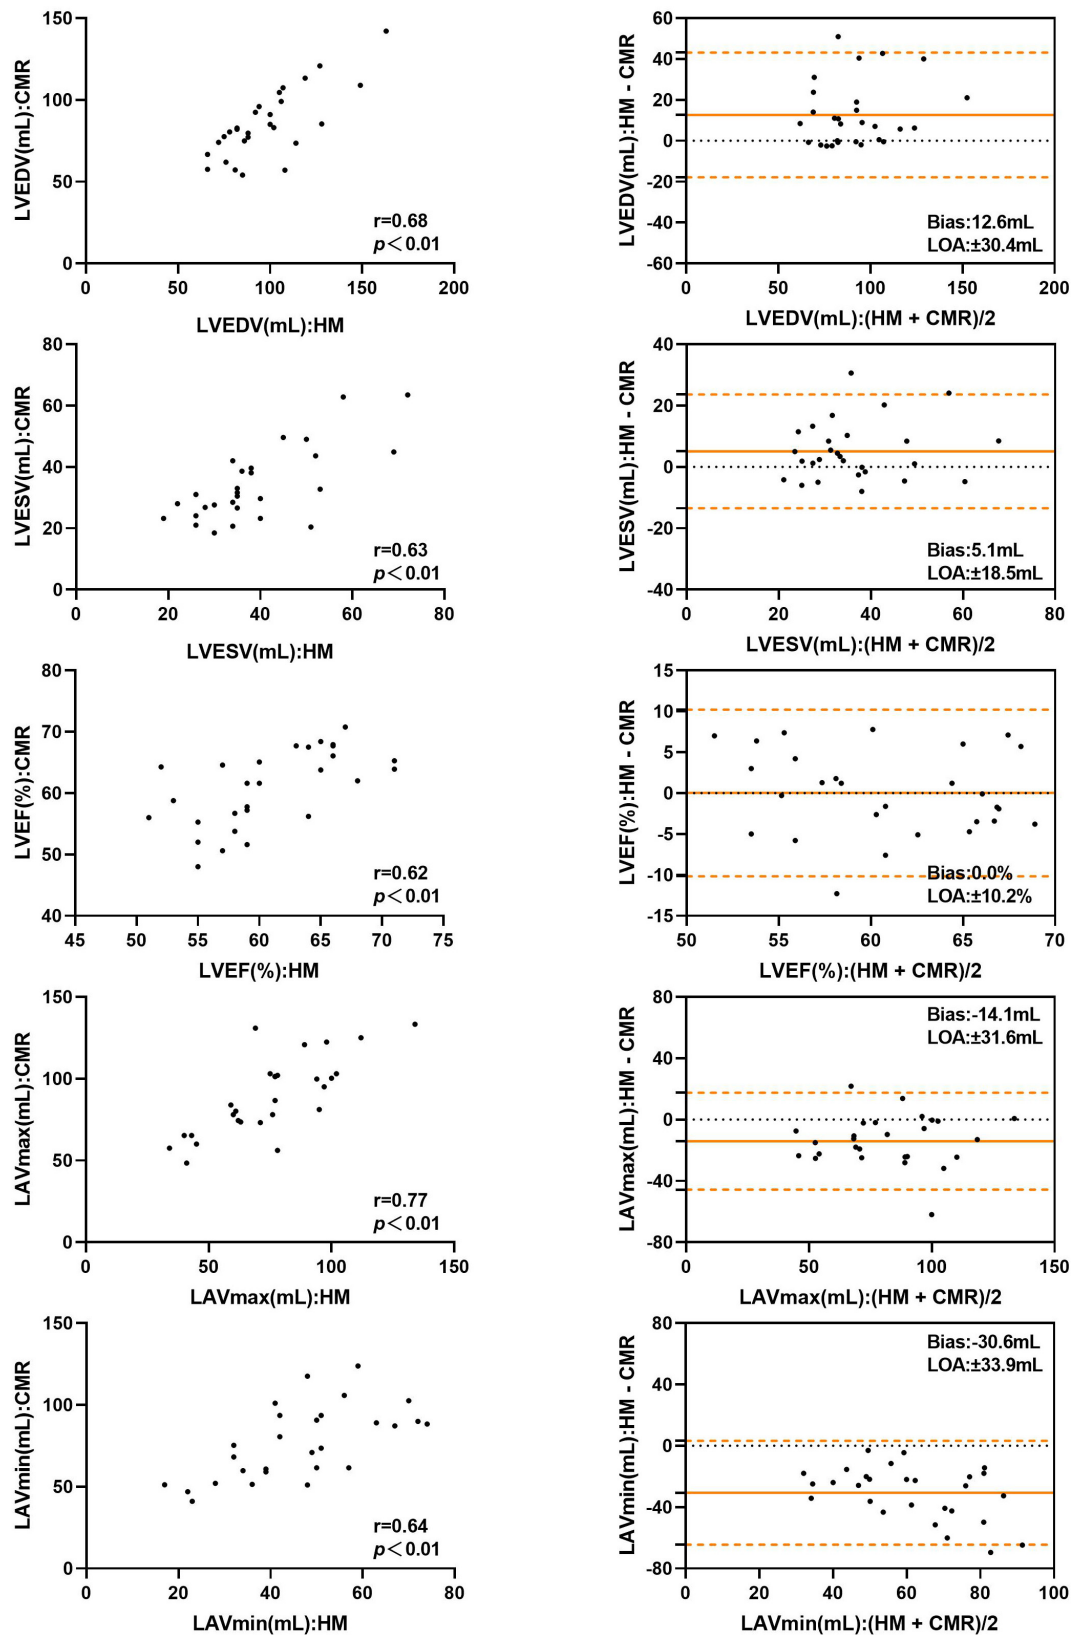 LVEDV(mL):CMR
150
100
50
0
0 50 100 150 200
r=0.68
p<0.01
LVEDV(mL):HM
LVEDV(mL):HM - CMR
60
40
20
0
-20
-40
-60
0 50 100 150 200
Bias:12.6mL
LOA:±30.4mL
LVEDV(mL):(HM + CMR)/2
LVESV(mL):CMR
80
60
40
20
0
0 20 40 60 80
r=0.63
p<0.01
LVESV(mL):HM
LVESV(mL):HM - CMR
40
20
0
-20
-40
0 20 40 60 80
Bias:5.1mL
LOA:±18.5mL
LVESV(mL):(HM + CMR)/2
LVEF(%):CMR
80
70
60
50
40
45 50 55 60 65 70 75
r=0.62
p<0.01
LVEF(%):HM
LVEF(%):HM - CMR
15
10
5
0
-5
-10
-15
50 55 60 65 70
Bias:0.0%
LOA:±10.2%
LVEF(%):(HM + CMR)/2
LAVmax(mL):CMR
150
100
50
0
0 50 100 150
r=0.77
p<0.01
LAVmax(mL):HM
LAVmax(mL):HM - CMR
80
40
0
-40
-80
0 50 100 150
Bias:-14.1mL
LOA:±31.6mL
LAVmax(mL):(HM + CMR)/2
LAVmin(mL):CMR
150
100
50
0
0 20 40 60 80
r=0.64
p<0.01
LAVmin(mL):HM
LAVmin(mL):HM - CMR
80
40
0
-40
-80
0 20 40 60 80 100
Bias:-30.6mL
LOA:±33.9mL
LAVmin(mL):(HM + CMR)/2